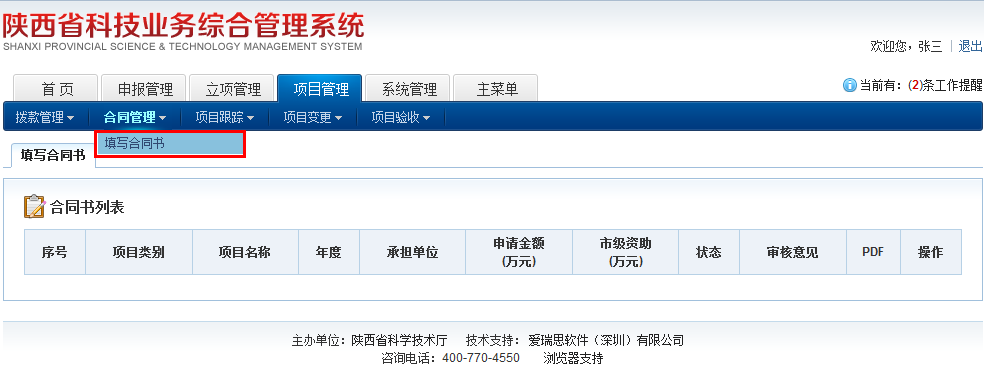 陕西省科技业务综合管理系统
SHANXI PROVINCIAL SCIENCE & TECHNOLOGY MANAGEMENT SYSTEM
欢迎您，张三 | 退出
首 页 申报管理 立项管理 项目管理 系统管理 主菜单
当前有：(2)条工作提醒
拨款管理 合同管理 项目跟踪 项目变更 项目验收
填写合同书
填写合同书
合同书列表
序号 项目类别 项目名称 年度 承担单位 申请金额 市级资助 状态 审核意见 PDF 操作
(万元) (万元)
主办单位：陕西省科学技术厅 技术支持： 爱瑞思软件（深圳）有限公司
咨询电话：400-770-4550 浏览器支持